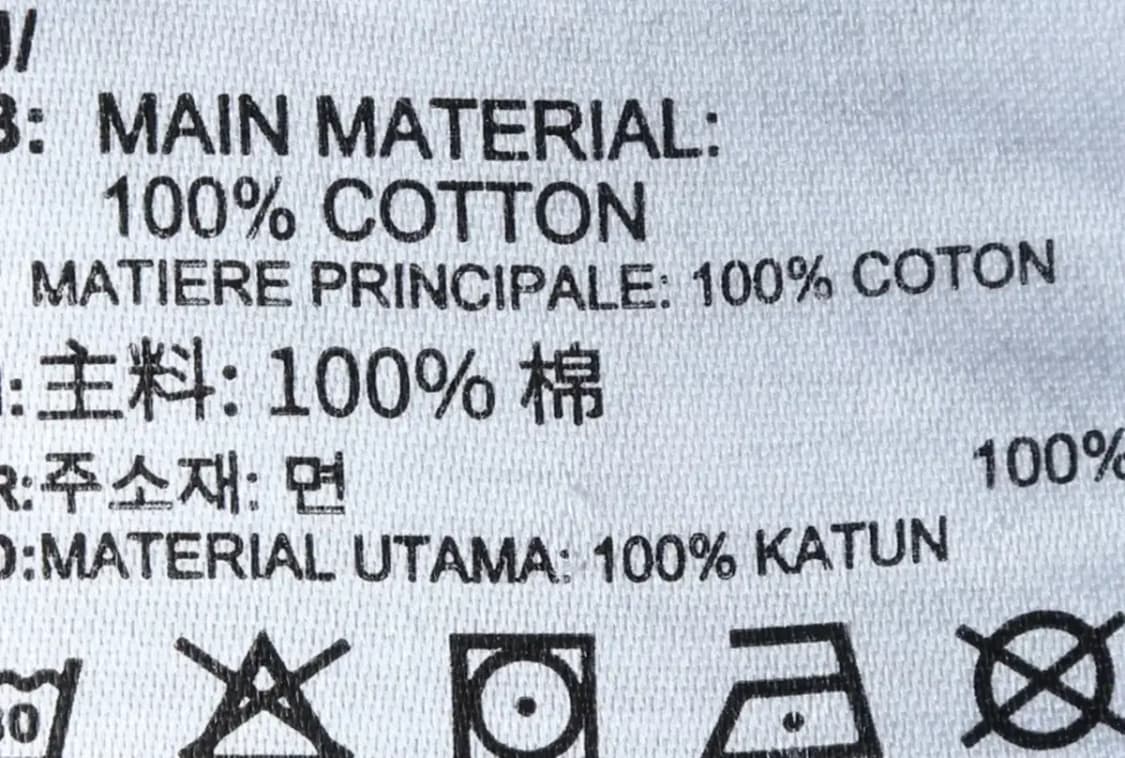 MAIN MATERIAL:
100% COTTON
MATIERE PRINCIPALE: 100% COTON
主料: 100% 棉
주소재: 면 100%
MATERIAL UTAMA: 100% KATUN